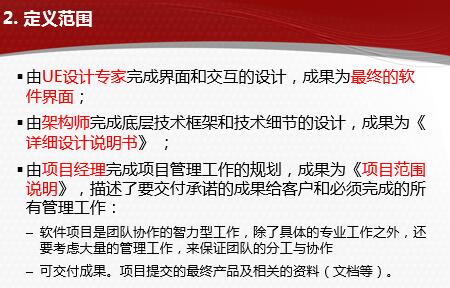 2. 定义范围
▪由UE设计专家完成界面和交互的设计，成果为最终的软
件界面；
▪由架构师完成底层技术框架和技术细节的设计，成果为《
详细设计说明书》 ；
▪由项目经理完成项目管理工作的规划，成果为《项目范围
说明》，描述了要交付承诺的成果给客户和必须完成的所
有管理工作：
– 软件项目是团队协作的智力型工作，除了具体的专业工作之外，还
要考虑大量的管理工作，来保证团队的分工与协作
– 可交付成果。项目提交的最终产品及相关的资料（文档等）。